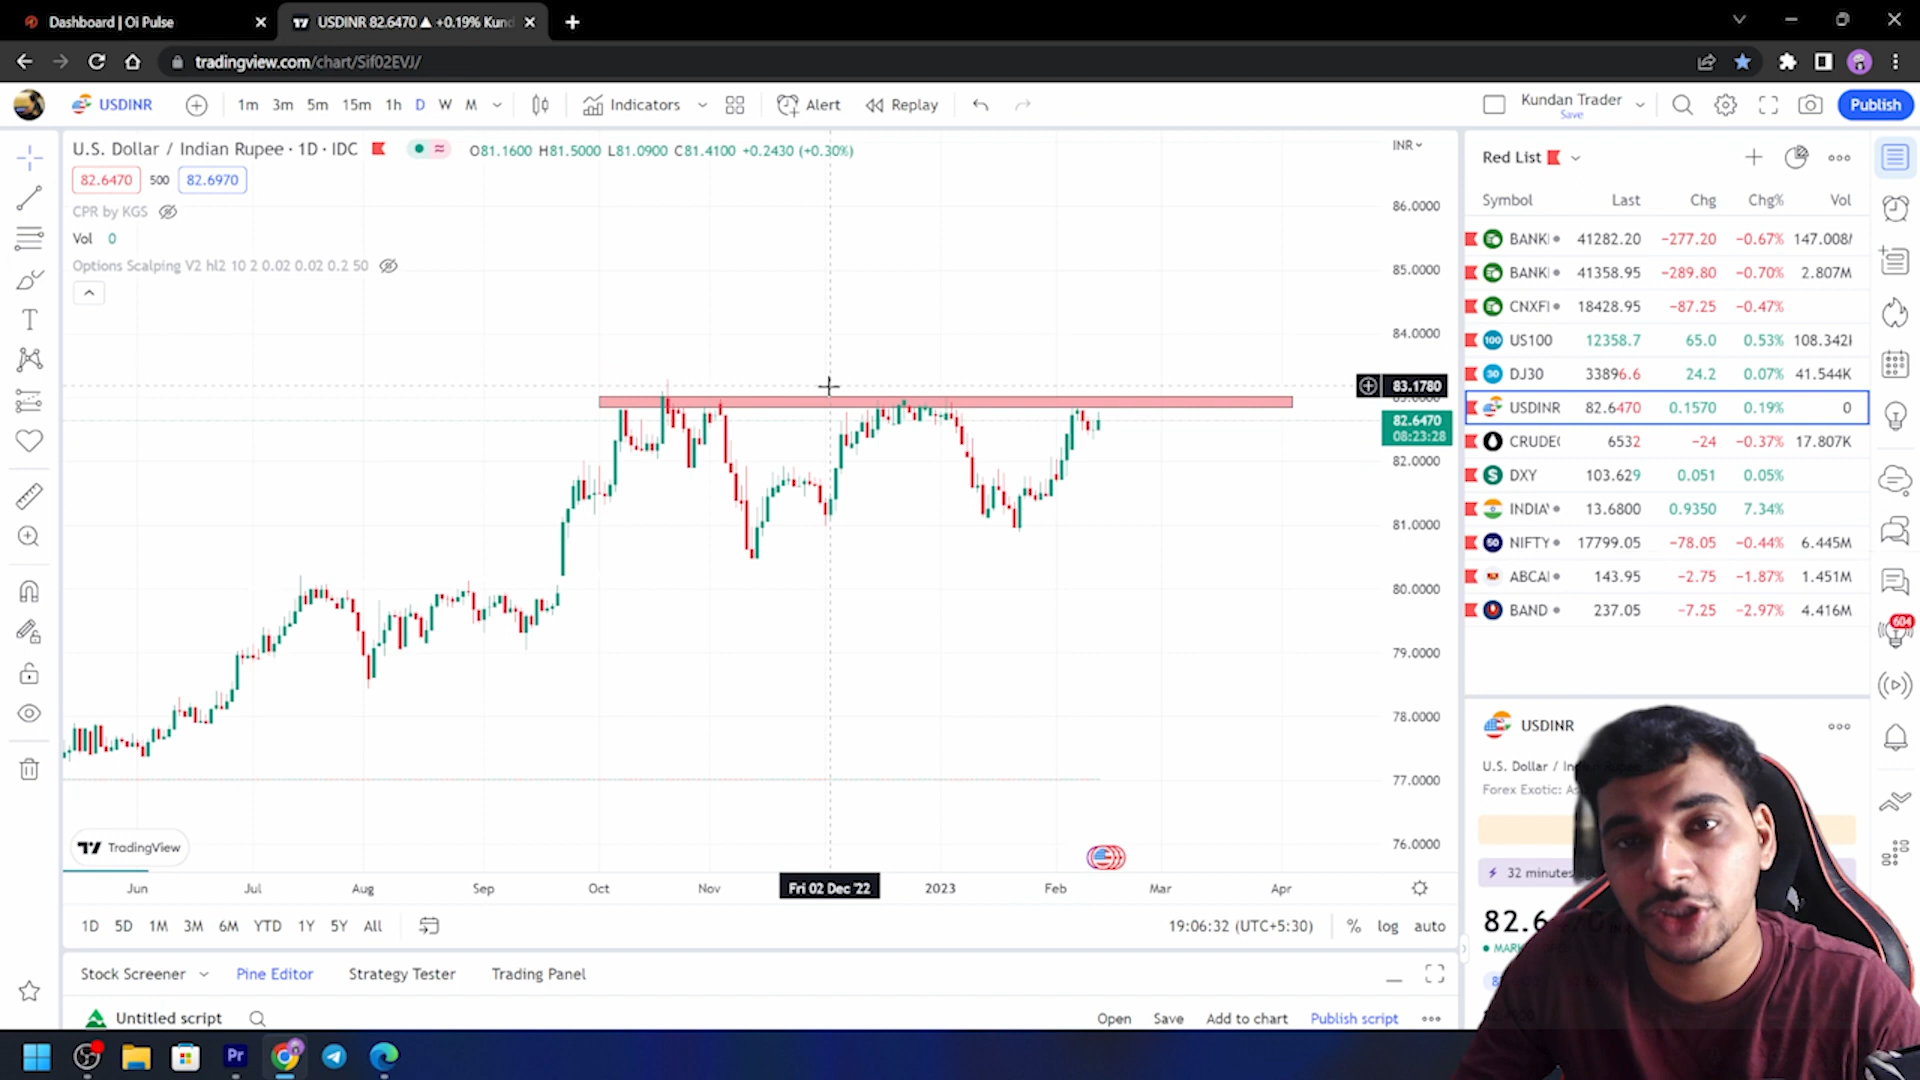 Dashboard | Oi Pulse
USDINR 82.6470 ▲ +0.19% Kund
tradingview.com/chart/Sif02EVJ/
USDINR
1m 3m 5m 15m 1h D W M
Indicators
Alert
Replay
Kundan Trader
Save
Publish
U.S. Dollar / Indian Rupee · 1D · IDC
O81.1600 H81.5000 L81.0900 C81.4100 +0.2430 (+0.30%)
INR
82.6470 500 82.6970
CPR by KGS
Vol 0
Options Scalping V2 hl2 10 2 0.02 0.02 0.2 50
86.0000
85.0000
84.0000
83.1780
82.6470
08:23:28
82.0000
81.0000
80.0000
79.0000
78.0000
77.0000
76.0000
TradingView
Jun Jul Aug Sep Oct Nov Fri 02 Dec '22 2023 Feb Mar Apr
1D 5D 1M 3M 6M YTD 1Y 5Y All
19:06:32 (UTC+5:30) % log auto
Stock Screener Pine Editor Strategy Tester Trading Panel
Untitled script
Open Save Add to chart Publish script
Red List
Symbol Last Chg Chg% Vol
BANK 41282.20 −277.20 −0.67% 147.008
BANK 41358.95 −289.80 −0.70% 2.807M
CNXF 18428.95 −87.25 −0.47%
100 US100 12358.7 65.0 0.53% 108.342
30 DJ30 33896.6 24.2 0.07% 41.544K
USDINR 82.6470 0.1570 0.19% 0
CRUDE 6532 −24 −0.37% 17.807K
DXY 103.629 0.051 0.05%
INDIA 13.6800 0.9350 7.34%
50 NIFTY 17799.05 −78.05 −0.44% 6.445M
ABCA 143.95 −2.75 −1.87% 1.451M
BAND 237.05 −7.25 −2.97% 4.416M
604
USDINR
U.S. Dollar / In
Forex Exotic: As
32 minutes
82.6
MAR
Pr